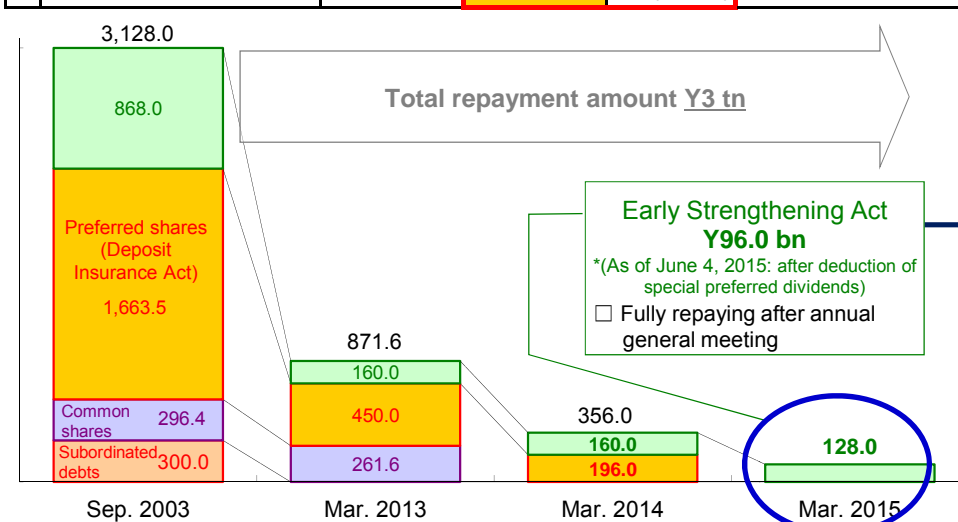 3,128.0
868.0
Preferred shares
(Deposit
Insurance Act)
1,663.5
Common
shares
296.4
Subordinated
debts
300.0
Sep. 2003
Total repayment amount Y3 tn
871.6
160.0
450.0
261.6
Mar. 2013
356.0
160.0
196.0
Mar. 2014
Early Strengthening Act
Y96.0 bn
*(As of June 4, 2015: after deduction of
special preferred dividends)
□ Fully repaying after annual
general meeting
128.0
Mar. 2015